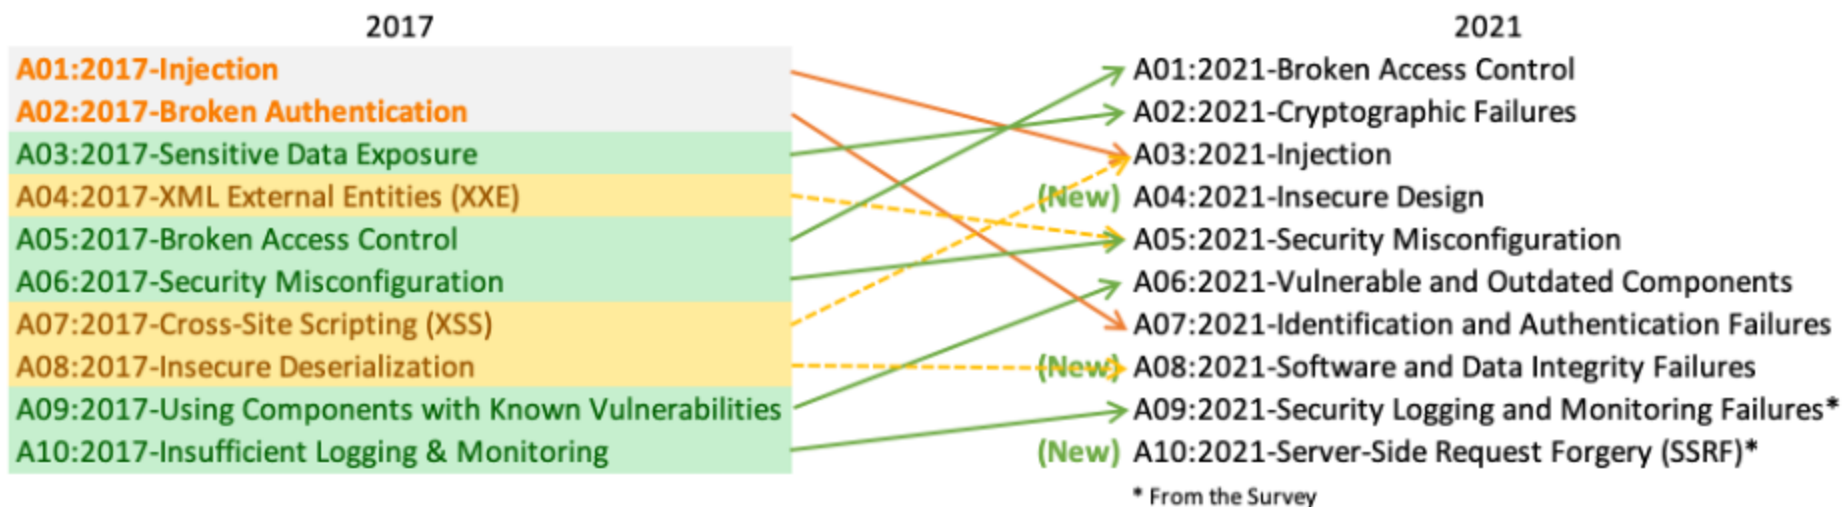 2017
A01:2017-Injection
A02:2017-Broken Authentication
A03:2017-Sensitive Data Exposure
A04:2017-XML External Entities (XXE)
A05:2017-Broken Access Control
A06:2017-Security Misconfiguration
A07:2017-Cross-Site Scripting (XSS)
A08:2017-Insecure Deserialization
A09:2017-Using Components with Known Vulnerabilities
A10:2017-Insufficient Logging & Monitoring
2021
A01:2021-Broken Access Control
A02:2021-Cryptographic Failures
A03:2021-Injection
(New) A04:2021-Insecure Design
A05:2021-Security Misconfiguration
A06:2021-Vulnerable and Outdated Components
A07:2021-Identification and Authentication Failures
(New) A08:2021-Software and Data Integrity Failures
A09:2021-Security Logging and Monitoring Failures*
(New) A10:2021-Server-Side Request Forgery (SSRF)*
* From the Survey